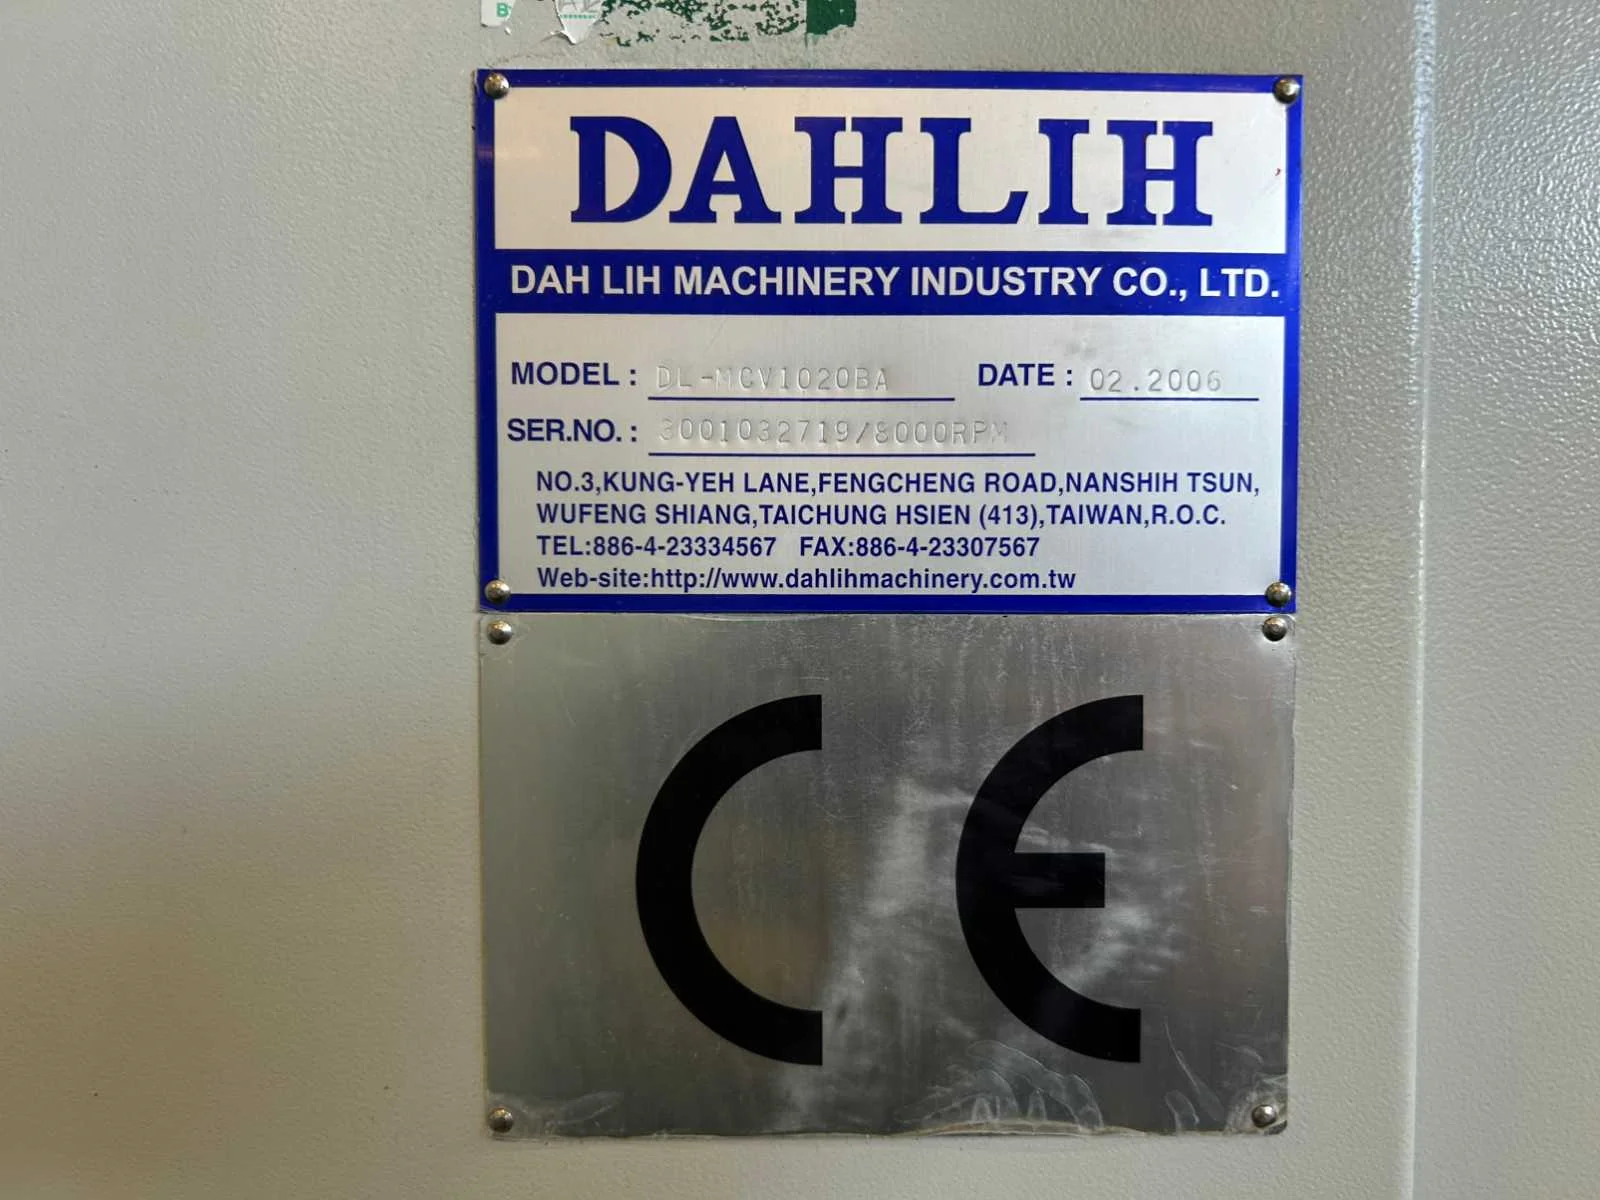 DAHLIH
DAH LIH MACHINERY INDUSTRY CO., LTD.
MODEL : DL-MCV1020BA DATE : 02.2006
SER.NO. : 3001032719/8000RPM
NO.3,KUNG-YEH LANE,FENGCHENG ROAD,NANSHIH TSUN,
WUFENG SHIANG,TAICHUNG HSIEN (413),TAIWAN,R.O.C.
TEL:886-4-23334567 FAX:886-4-23307567
Web-site:http://www.dahlihmachinery.com.tw
CE